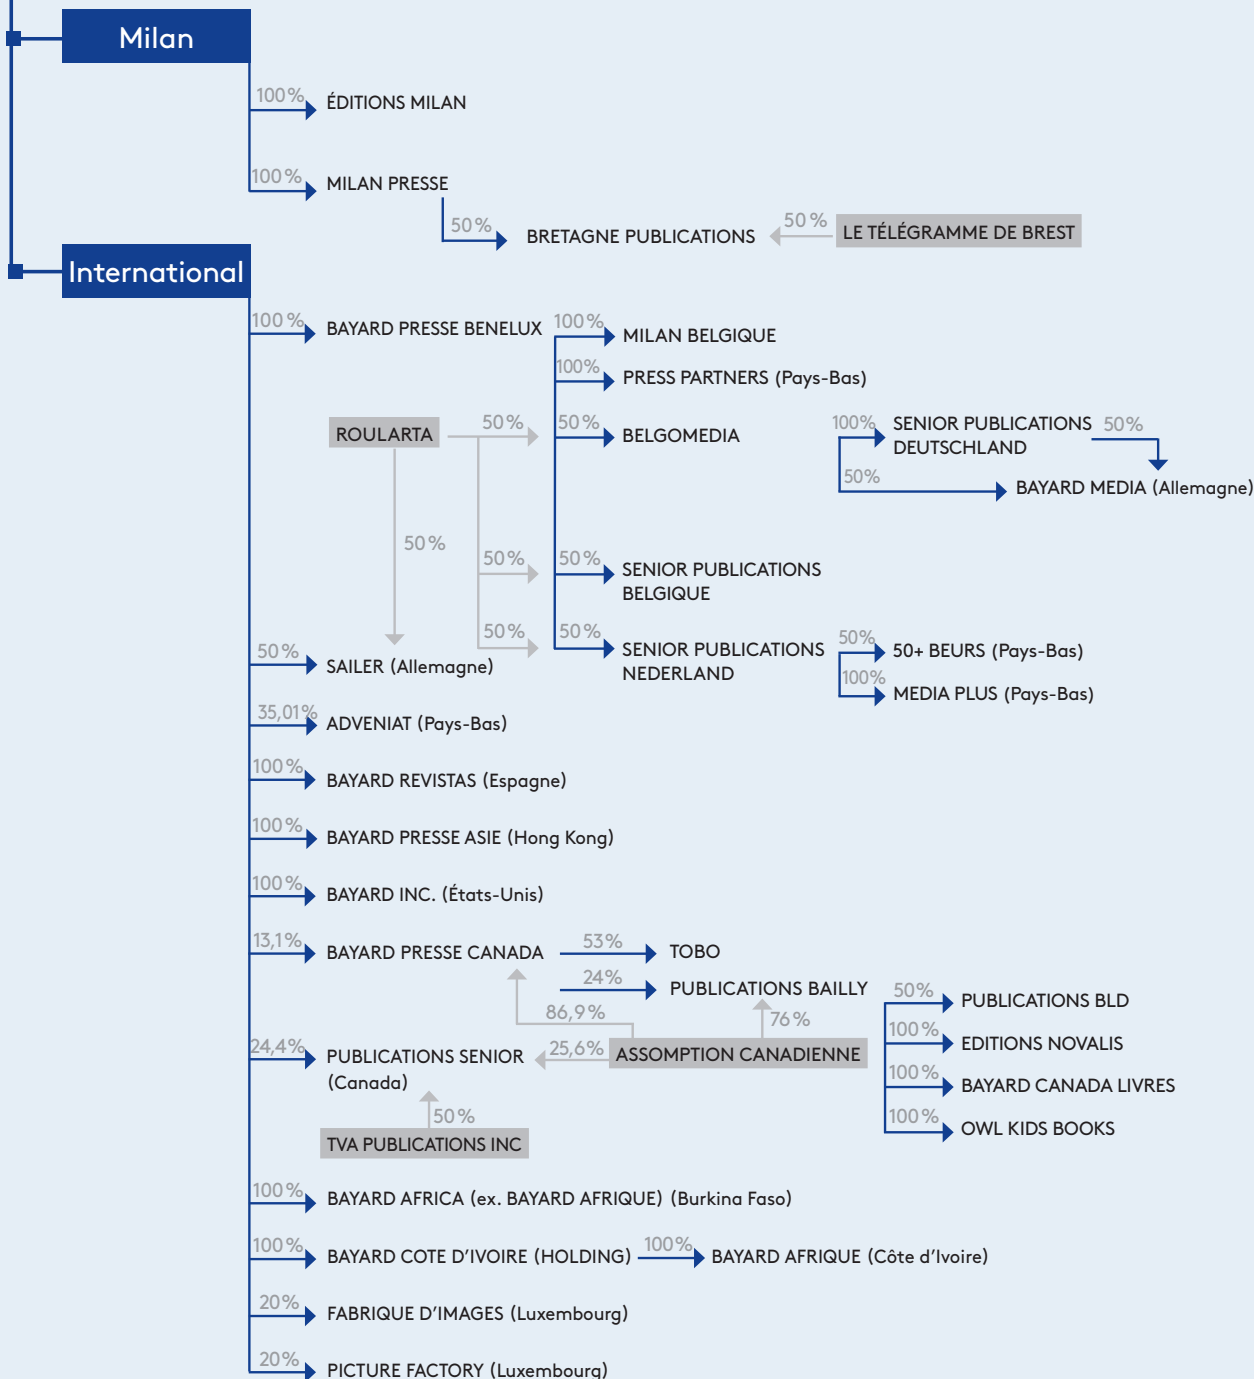 Milan
100%
ÉDITIONS MILAN
100%
MILAN PRESSE
50%
BRETAGNE PUBLICATIONS
50%
LE TÉLÉGRAMME DE BREST
International
100%
BAYARD PRESSE BENELUX
100%
MILAN BELGIQUE
100%
PRESS PARTNERS (Pays-Bas)
ROULARTA
50%
50%
BELGOMEDIA
100%
SENIOR PUBLICATIONS
DEUTSCHLAND
50%
50%
BAYARD MEDIA (Allemagne)
50%
50%
50%
SENIOR PUBLICATIONS
BELGIQUE
50%
50%
SENIOR PUBLICATIONS
NEDERLAND
50%
50+ BEURS (Pays-Bas)
100%
MEDIA PLUS (Pays-Bas)
50%
SAILER (Allemagne)
35,01%
ADVENIAT (Pays-Bas)
100%
BAYARD REVISTAS (Espagne)
100%
BAYARD PRESSE ASIE (Hong Kong)
100%
BAYARD INC. (États-Unis)
13,1%
BAYARD PRESSE CANADA
53%
TOBO
24%
PUBLICATIONS BAILLY
86,9%
76%
50%
PUBLICATIONS BLD
100%
EDITIONS NOVALIS
100%
BAYARD CANADA LIVRES
100%
OWL KIDS BOOKS
24,4%
PUBLICATIONS SENIOR
(Canada)
25,6%
ASSOMPTION CANADIENNE
50%
TVA PUBLICATIONS INC
100%
BAYARD AFRICA (ex. BAYARD AFRIQUE) (Burkina Faso)
100%
BAYARD COTE D'IVOIRE (HOLDING)
100%
BAYARD AFRIQUE (Côte d'Ivoire)
20%
FABRIQUE D'IMAGES (Luxembourg)
20%
PICTURE FACTORY (Luxembourg)